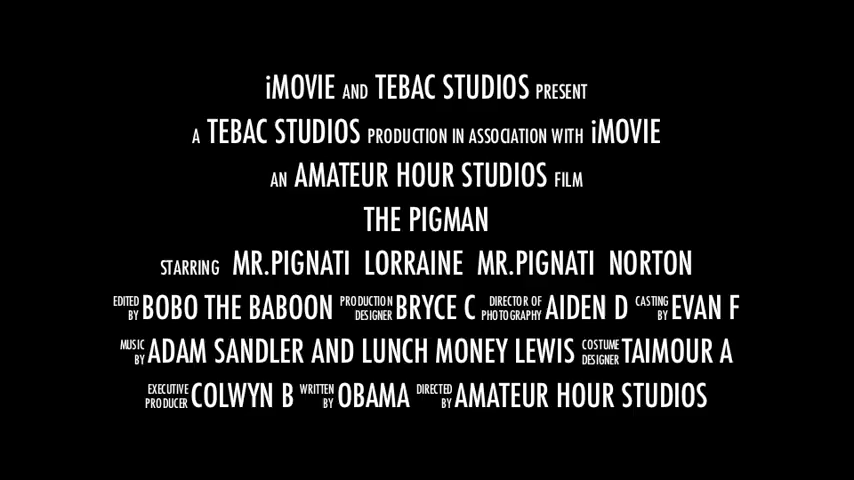 iMOVIE AND TEBAC STUDIOS PRESENT
A TEBAC STUDIOS PRODUCTION IN ASSOCIATION WITH iMOVIE
AN AMATEUR HOUR STUDIOS FILM
THE PIGMAN
STARRING MR.PIGNATI LORRAINE MR.PIGNATI NORTON
EDITED BY BOBO THE BABOON PRODUCTION DESIGNER BRYCE C DIRECTOR OF PHOTOGRAPHY AIDEN D CASTING BY EVAN F
MUSIC BY ADAM SANDLER AND LUNCH MONEY LEWIS COSTUME DESIGNER TAIMOUR A
EXECUTIVE PRODUCER COLWYN B WRITTEN BY OBAMA DIRECTED BY AMATEUR HOUR STUDIOS